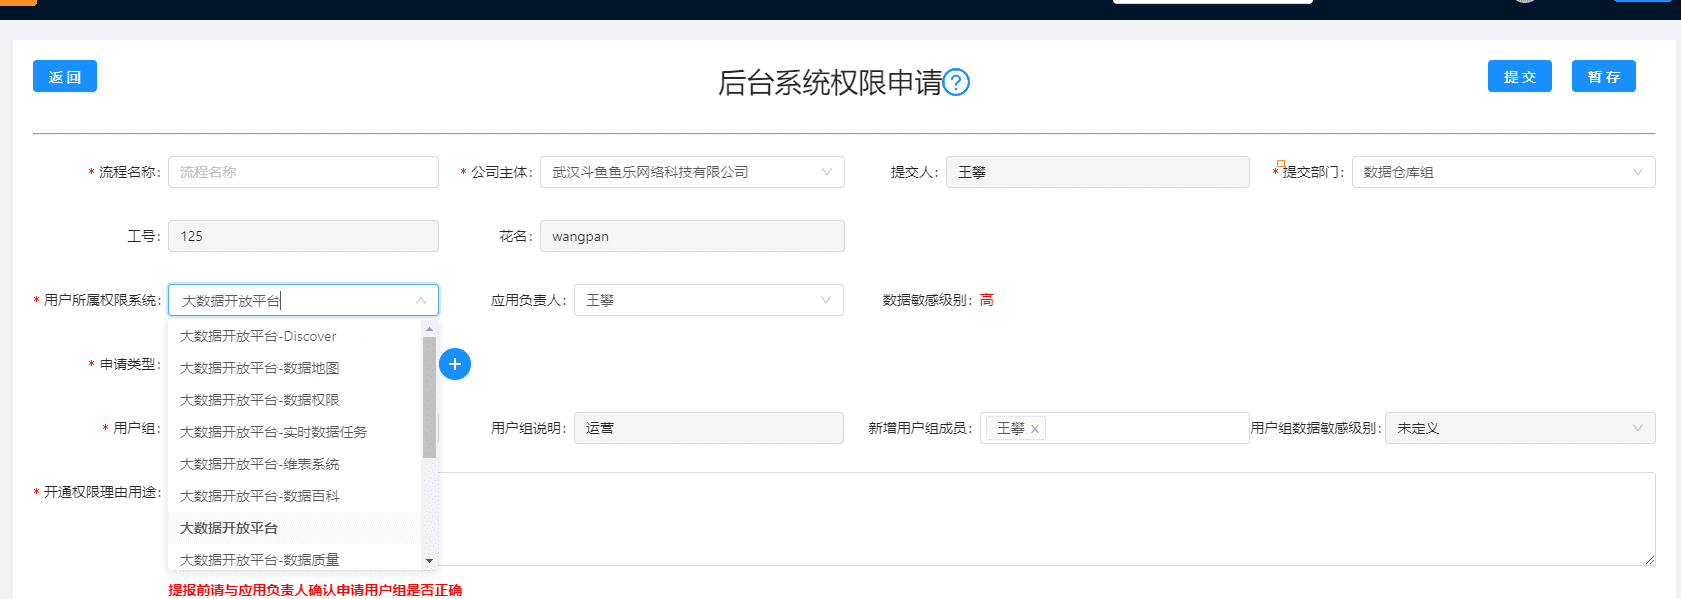 返 回
后台系统权限申请?
提 交
暂 存
* 流程名称: 流程名称
* 公司主体: 武汉斗鱼鱼乐网络科技有限公司
提交人: 王攀
* 提交部门: 数据仓库组
工号: 125
花名: wangpan
* 用户所属权限系统: 大数据开放平台
应用负责人: 王攀
数据敏感级别: 高
大数据开放平台-Discover
* 申请类型:
大数据开放平台-数据地图
大数据开放平台-数据权限
* 用户组:
大数据开放平台-实时数据任务
用户组说明: 运营
新增用户组成员: 王攀 ×
用户组数据敏感级别: 未定义
大数据开放平台-维表系统
* 开通权限理由用途:
大数据开放平台-数据百科
大数据开放平台
大数据开放平台-数据质量
提报前请与应用负责人确认申请用户组是否正确